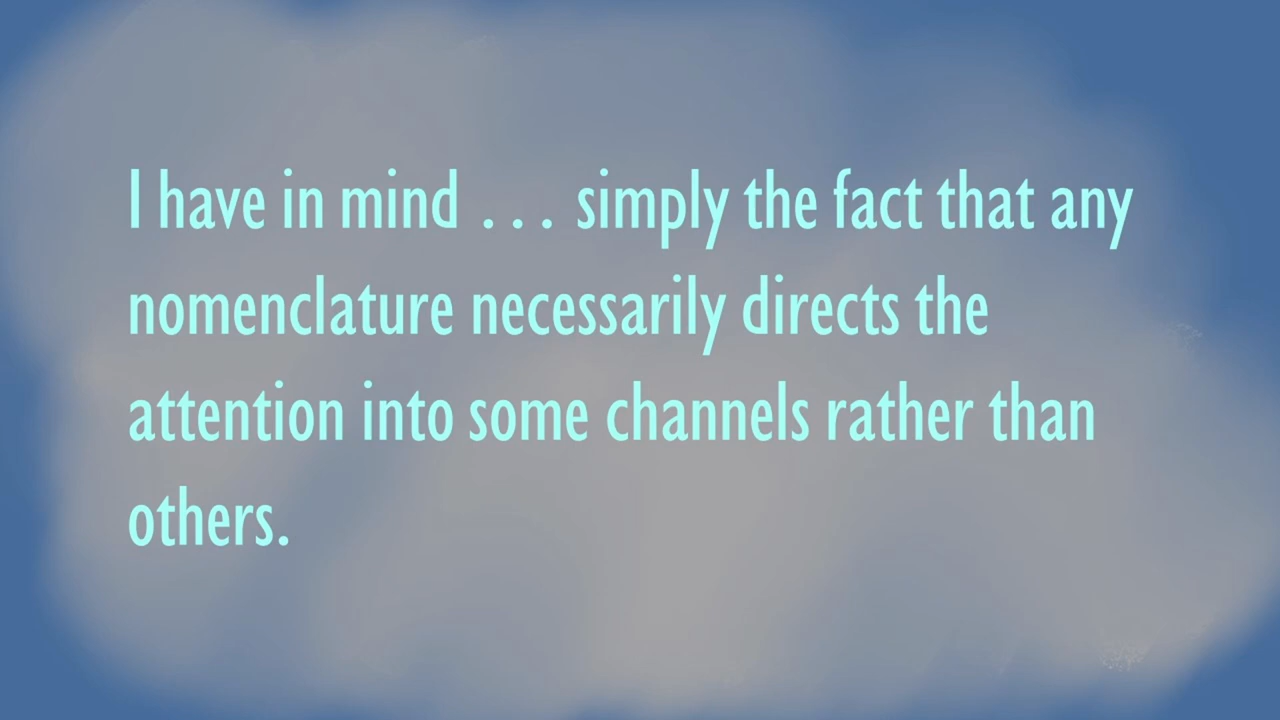 I have in mind . . . simply the fact that any
nomenclature necessarily directs the
attention into some channels rather than
others.